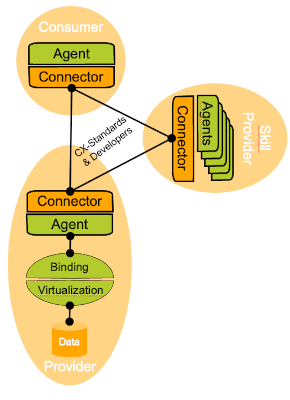 Consumer
Agent
Connector
CX-Standards
& Developers
Connector
Agents
Skill
Provider
Connector
Agent
Binding
Virtualization
Data
Provider